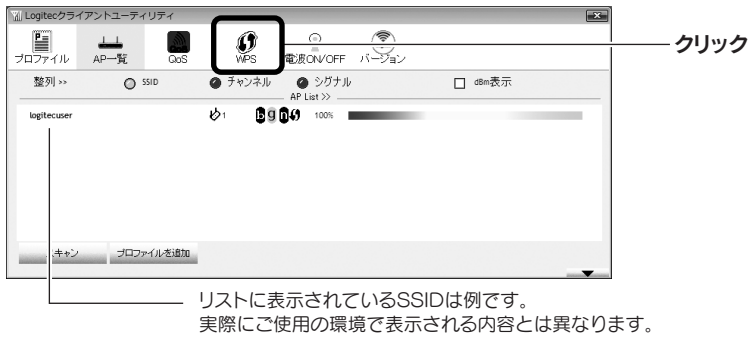 Logitecクライアントユーティリティ
プロファイル AP一覧 QoS WPS 電波ON/OFF バージョン
クリック
整列 >> SSID チャンネル シグナル dBm表示
AP List >>
logitecuser 1 b g n 100%
スキャン プロファイルを追加
リストに表示されているSSIDは例です。
実際にご使用の環境で表示される内容とは異なります。